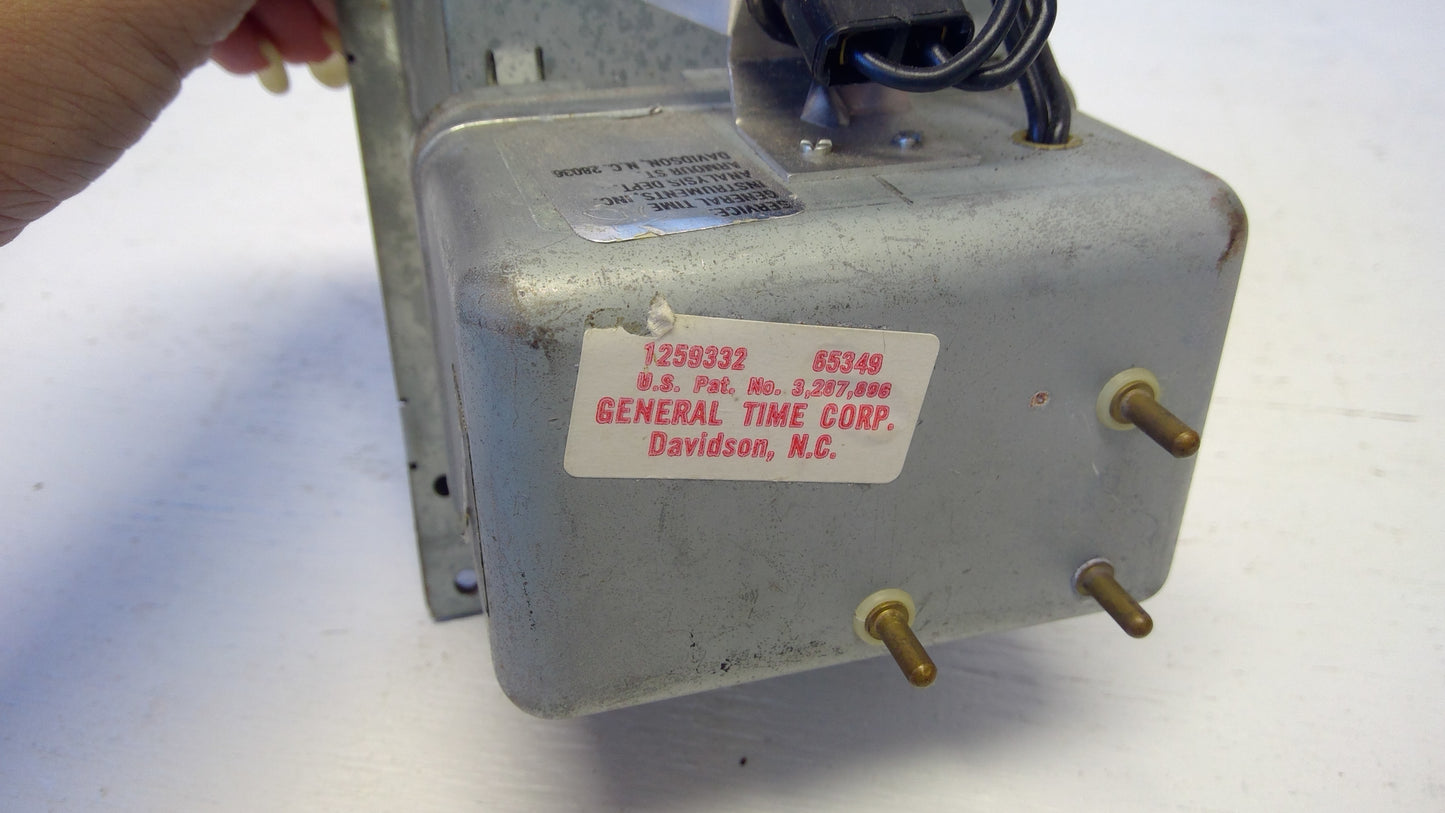 SERVICE:
GENERAL TIME
INSTRUMENTS, INC.
ANALYSIS DEPT.
ARMOUR ST
DAVIDSON, N.C. 28036
1259332 65349
U.S. Pat. No. 3,287,896
GENERAL TIME CORP.
Davidson, N.C.